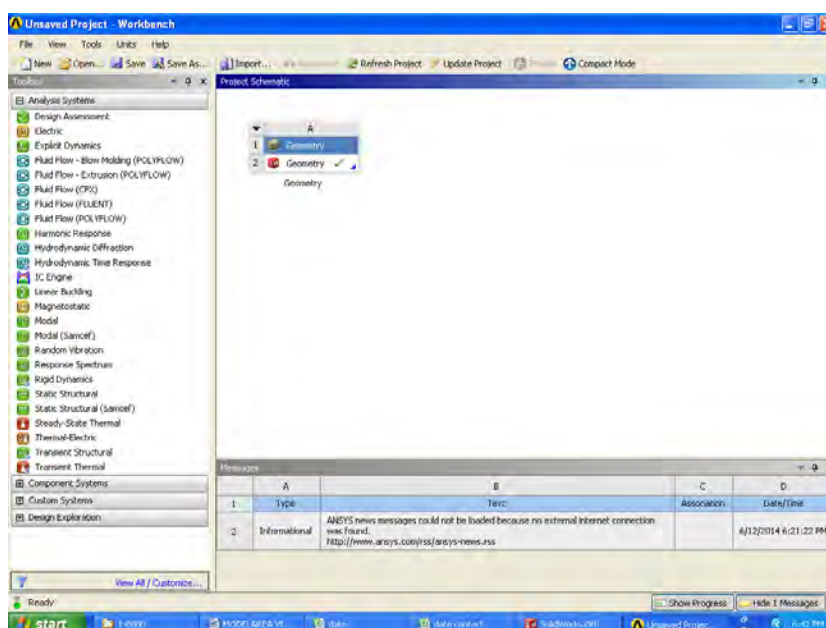 Unsaved Project - Workbench
File View Tools Units Help
New Open... Save Save As... Import... Refresh Project Update Project Compact Mode
Toolbox
Project Schematic
Analysis Systems
Design Assessment
Electric
Explicit Dynamics
Fluid Flow - Blow Molding (POLYFLOW)
Fluid Flow - Extrusion (POLYFLOW)
Fluid Flow (CFX)
Fluid Flow (FLUENT)
Fluid Flow (POLYFLOW)
Harmonic Response
Hydrodynamic Diffraction
Hydrodynamic Time Response
IC Engine
Linear Buckling
Magnetostatic
Modal
Modal (Samcef)
Random Vibration
Response Spectrum
Rigid Dynamics
Static Structural
Static Structural (Samcef)
Steady-State Thermal
Thermal-Electric
Transient Structural
Transient Thermal
Component Systems
Custom Systems
Design Exploration
View All / Customize...
A
1 Geometry
2 Geometry
Geometry
Messages
A B C D
1 Type Text Association Date/Time
2 Informational ANSYS news messages could not be loaded because no external internet connection
was found.
http://www.ansys.com/rss/ansys-news.rss
6/12/2014 6:21:22 PM
Ready
Show Progress Hide 1 Messages
start MODEL AREA date SolidWorks Unsaved Project 6:42 PM